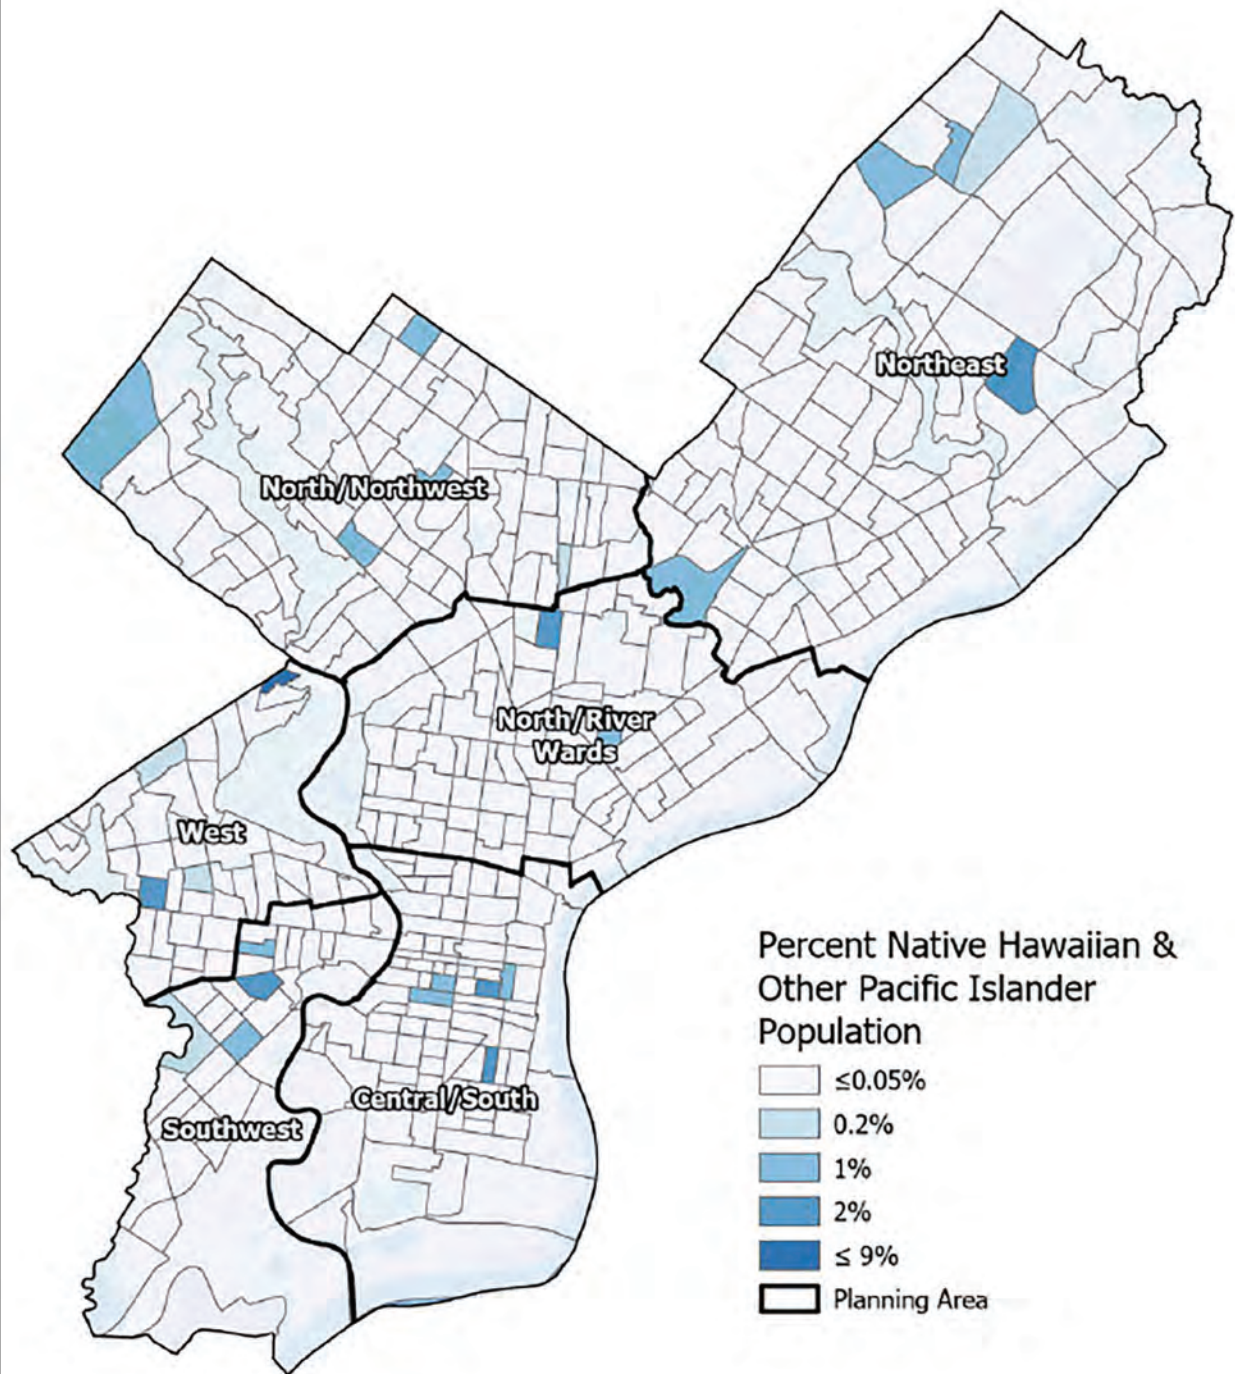 Northeast
North/Northwest
North/River
Wards
West
Central/South
Southwest
Percent Native Hawaiian &
Other Pacific Islander
Population
≤0.05%
0.2%
1%
2%
≤ 9%
Planning Area